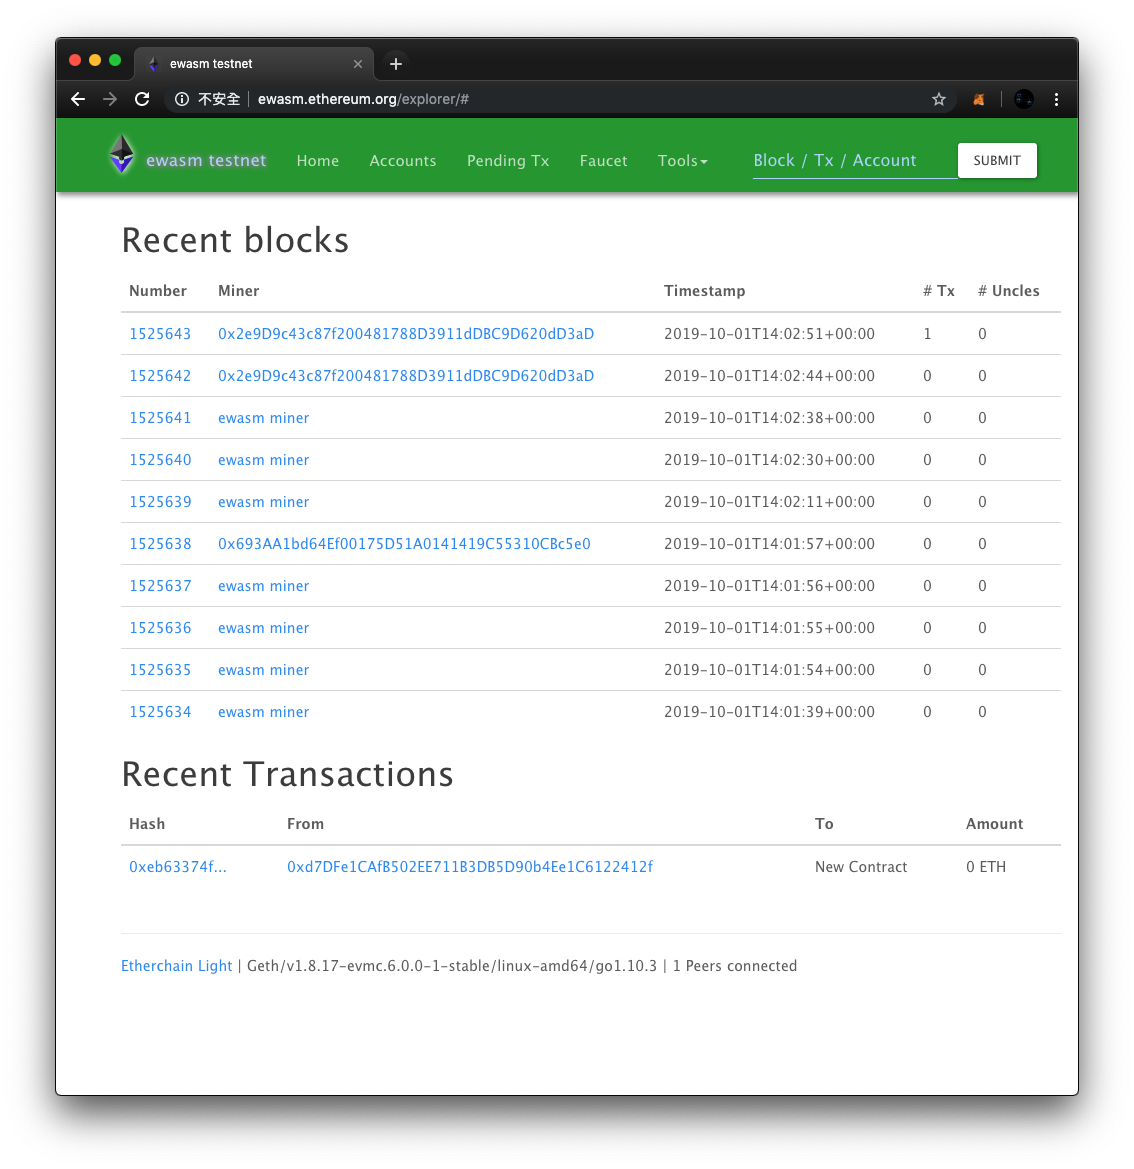 ewasm testnet
不安全 ewasm.ethereum.org/explorer/#
ewasm testnet Home Accounts Pending Tx Faucet Tools Block / Tx / Account SUBMIT
Recent blocks
Number Miner Timestamp # Tx # Uncles
1525643 0x2e9D9c43c87f200481788D3911dDBC9D620dD3aD 2019-10-01T14:02:51+00:00 1 0
1525642 0x2e9D9c43c87f200481788D3911dDBC9D620dD3aD 2019-10-01T14:02:44+00:00 0 0
1525641 ewasm miner 2019-10-01T14:02:38+00:00 0 0
1525640 ewasm miner 2019-10-01T14:02:30+00:00 0 0
1525639 ewasm miner 2019-10-01T14:02:11+00:00 0 0
1525638 0x693AA1bd64Ef00175D51A0141419C55310CBc5e0 2019-10-01T14:01:57+00:00 0 0
1525637 ewasm miner 2019-10-01T14:01:56+00:00 0 0
1525636 ewasm miner 2019-10-01T14:01:55+00:00 0 0
1525635 ewasm miner 2019-10-01T14:01:54+00:00 0 0
1525634 ewasm miner 2019-10-01T14:01:39+00:00 0 0
Recent Transactions
Hash From To Amount
0xeb63374f... 0xd7DFe1CAfB502EE711B3DB5D90b4Ee1C6122412f New Contract 0 ETH
Etherchain Light | Geth/v1.8.17-evmc.6.0.0-1-stable/linux-amd64/go1.10.3 | 1 Peers connected